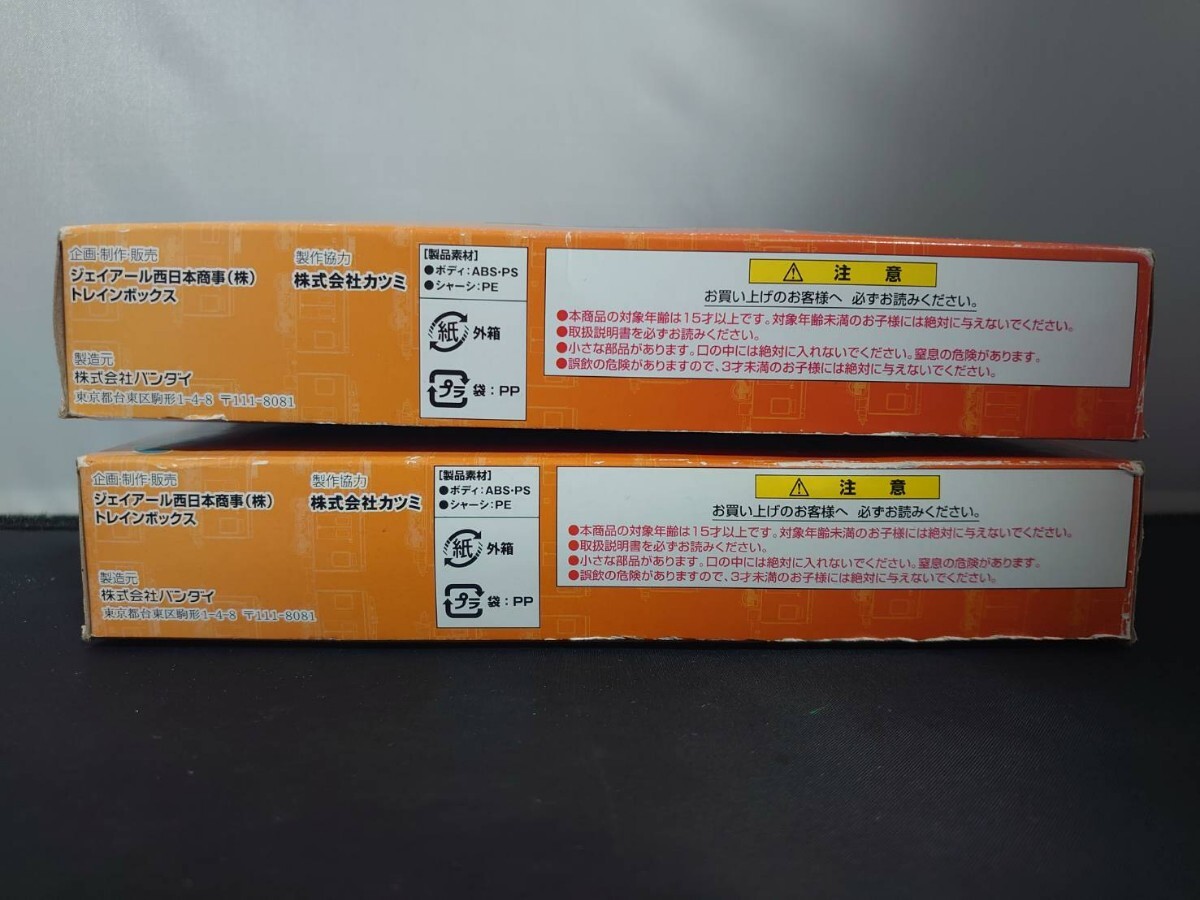 企画・制作・販売
ジェイアール西日本商事(株)
トレインボックス
製作協力
株式会社カツミ
製造元
株式会社バンダイ
東京都台東区駒形1-4-8 〒111-8081
[製品素材]
●ボディ:ABS・PS
●シャーシ:PE
紙 外箱
プラ 袋:PP
注意
お買い上げのお客様へ 必ずお読みください。
●本商品の対象年齢は15才以上です。対象年齢未満のお子様には絶対に与えないでください。
●取扱説明書を必ずお読みください。
●小さな部品があります。口の中には絶対に入れないでください。窒息の危険があります。
●誤飲の危険がありますので、3才未満のお子様には絶対に与えないでください。
企画・制作・販売
ジェイアール西日本商事(株)
トレインボックス
製作協力
株式会社カツミ
製造元
株式会社バンダイ
東京都台東区駒形1-4-8 〒111-8081
[製品素材]
●ボディ:ABS・PS
●シャーシ:PE
紙 外箱
プラ 袋:PP
注意
お買い上げのお客様へ 必ずお読みください。
●本商品の対象年齢は15才以上です。対象年齢未満のお子様には絶対に与えないでください。
●取扱説明書を必ずお読みください。
●小さな部品があります。口の中には絶対に入れないでください。窒息の危険があります。
●誤飲の危険がありますので、3才未満のお子様には絶対に与えないでください。